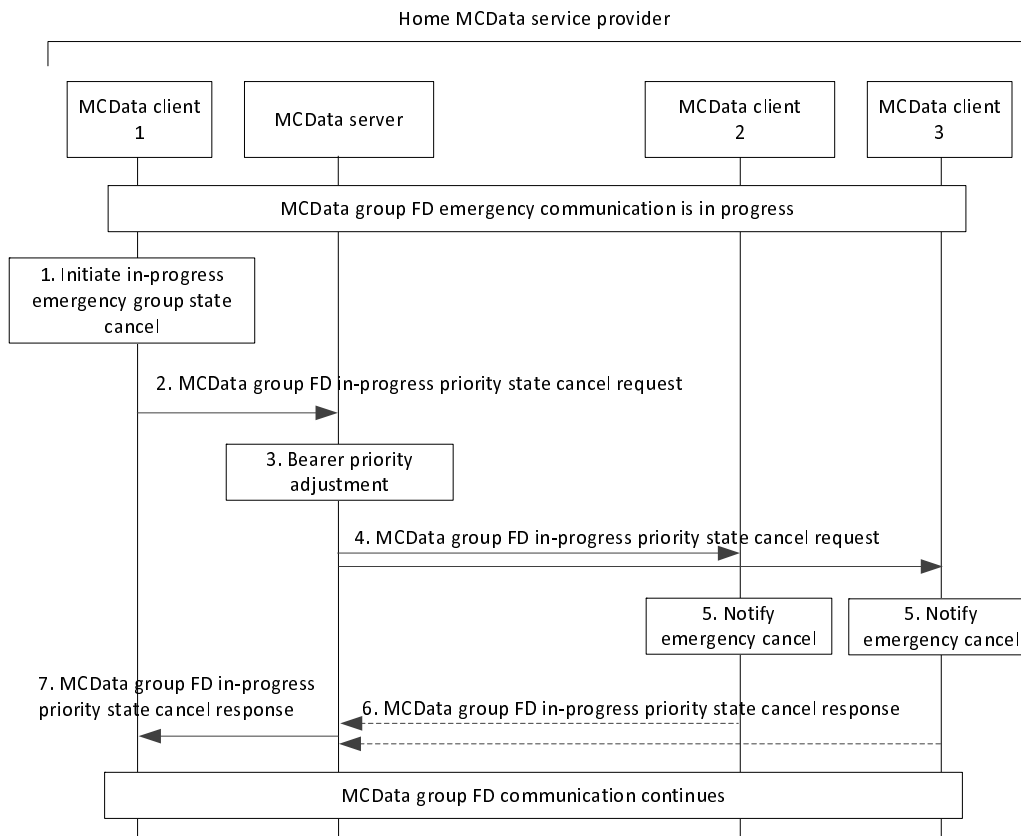 Home MCData service provider
MCData client
1
MCData server
MCData client
2
MCData client
3
MCData group FD emergency communication is in progress
1. Initiate in-progress
emergency group state
cancel
2. MCData group FD in-progress priority state cancel request
3. Bearer priority
adjustment
4. MCData group FD in-progress priority state cancel request
5. Notify
emergency cancel
5. Notify
emergency cancel
7. MCData group FD in-progress
priority state cancel response
6. MCData group FD in-progress priority state cancel response
MCData group FD communication continues